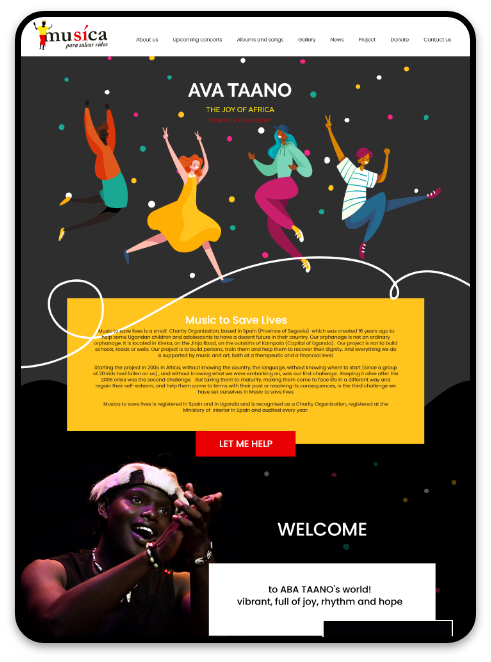 musíca
para salvar vidas
About us
Upcoming concerts
Albums and songs
Gallery
News
Project
Donate
Contact us
AVA TAANO
THE JOY OF AFRICA
Music to Save Lives
Music to save lives is a small Charity Organisation, based in Spain (Province of Segovia) which was created 16 years ago to
help some Ugandan children and adolescents to have a decent future in their country. Our orphanage is not an ordinary
orphanage. It is located in Kireka, on the Jinja Road, on the outskirts of Kampala (Capital of Uganda). Our project is not to build
schools, roads or wells. Our project is to build persons, train them and help them to recover their dignity. And everything we do
is supported by music and art, both at a therapeutic and a financial level.
Starting the project in 2006 in Africa, without knowing the country, the language, without knowing where to start (since a group
of 20 kids had fallen on us), and without knowing what we were embarking on, was our first challenge. Keeping it alive after the
2008 crisis was the second challenge. But taking them to maturity, making them come to face life in a different way and
regain their self-esteem, and help them come to terms with their past or resolving its consequences, is the third challenge we
have set ourselves in Music to save lives
Musica to save lives is registered in Spain and in Uganda and is recognised as a Charity Organisation, registered at the
Ministry of Interior in Spain and audited every year.
LET ME HELP
WELCOME
to ABA TAANO's world!
vibrant, full of joy, rhythm and hope